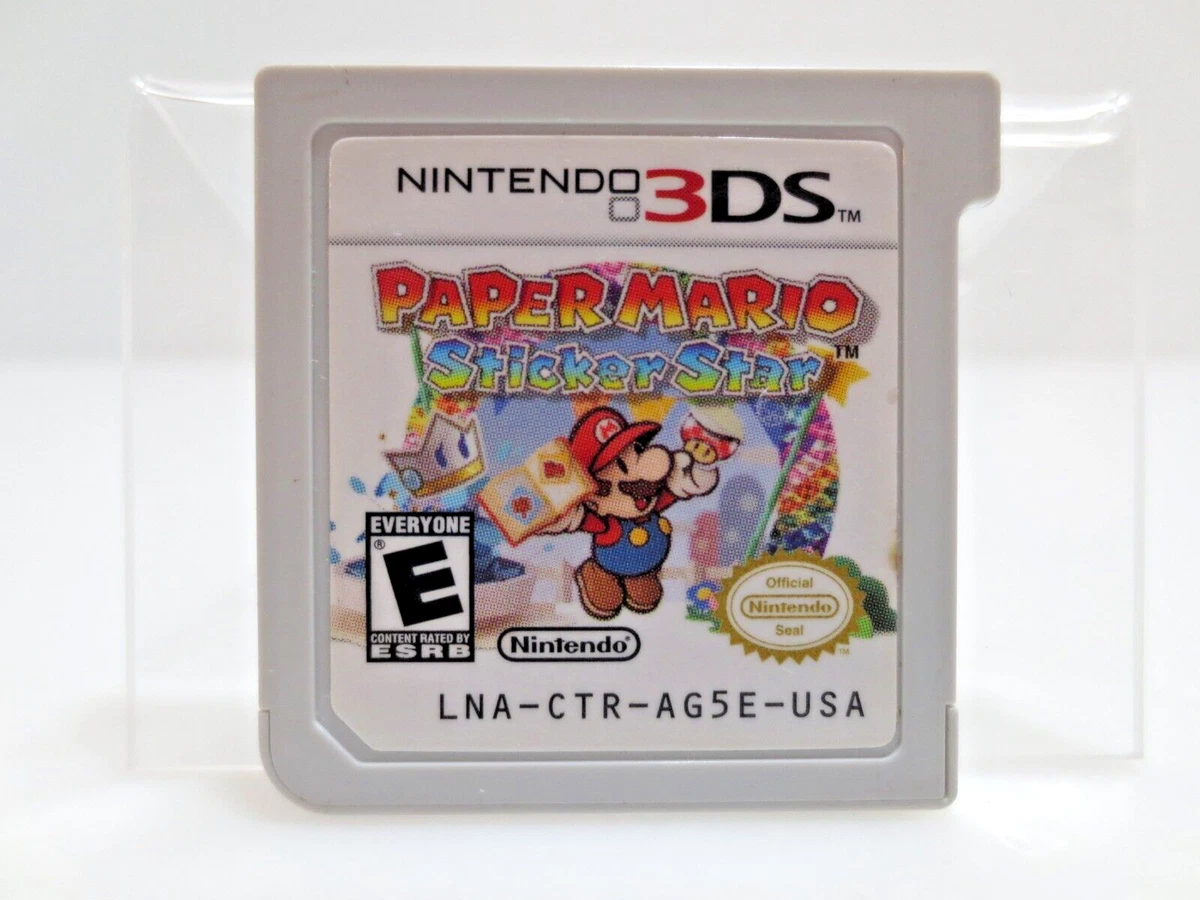 NINTENDO 3DS™
PAPER MARIO
Sticker Star™
M
EVERYONE
E®
CONTENT RATED BY
ESRB
Nintendo®
Official
Nintendo
Seal
™
LNA-CTR-AG5E-USA